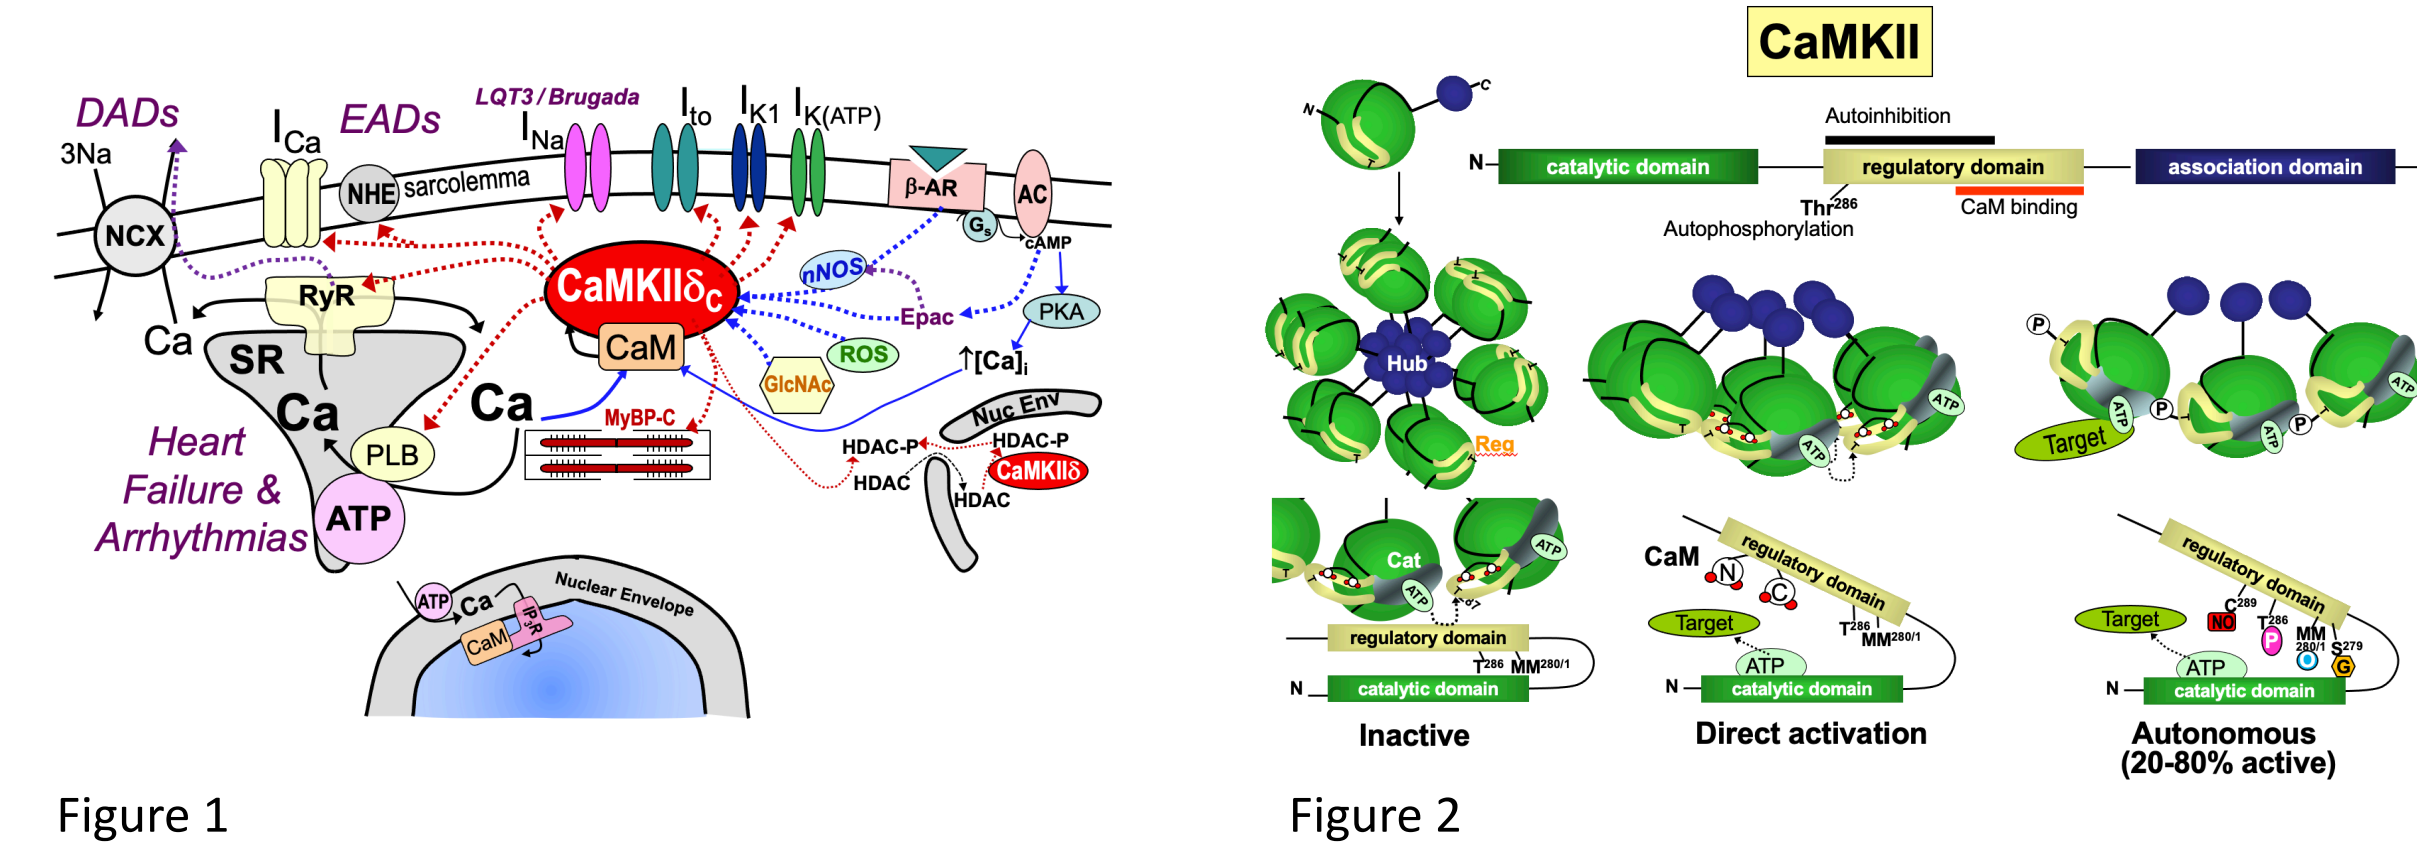 DADs
3Na
ICa
EADs
LQT3 / Brugada
INa
Ito
IK1
IK(ATP)
NCX
NHE
sarcolemma
β-AR
AC
Gs
cAMP
RyR
CaMKIIδC
nNOS
Epac
PKA
Ca
SR
CaM
ROS
↑[Ca]i
GlcNAc
Ca
Ca
MyBP-C
Nuc Env
Heart
Failure &
Arrhythmias
PLB
HDAC-P
HDAC-P
CaMKIIδ
HDAC
HDAC
ATP
Nuclear Envelope
ATP
Ca
IP3R
CaM
Figure 1
CaMKII
N
C
T
Autoinhibition
N
catalytic domain
regulatory domain
association domain
Thr286
CaM binding
Autophosphorylation
T
T
T
T
T
T
T
T
T
T
T
T
Hub
Reg
T
T
ATP
ATP
P
T
ATP
P
T
ATP
P
T
ATP
Target
T
T
Cat
ATP
ATP
regulatory domain
T286 MM280/1
N
catalytic domain
Inactive
CaM
N
C
regulatory domain
Target
T286
MM280/1
ATP
N
catalytic domain
Direct activation
regulatory domain
Target
C289
NO
T286
P
MM
280/1
O
S279
G
ATP
N
catalytic domain
Autonomous
(20-80% active)
Figure 2